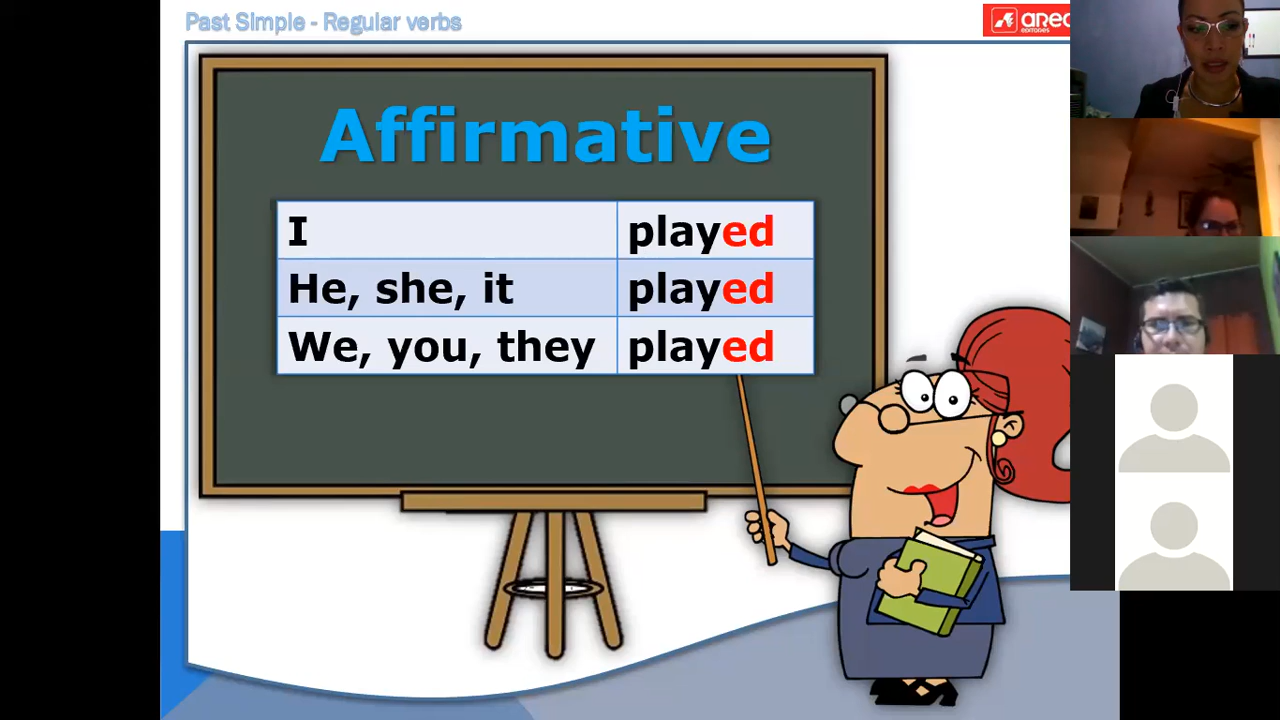 Past Simple - Regular verbs
Affirmative
I played
He, she, it played
We, you, they played